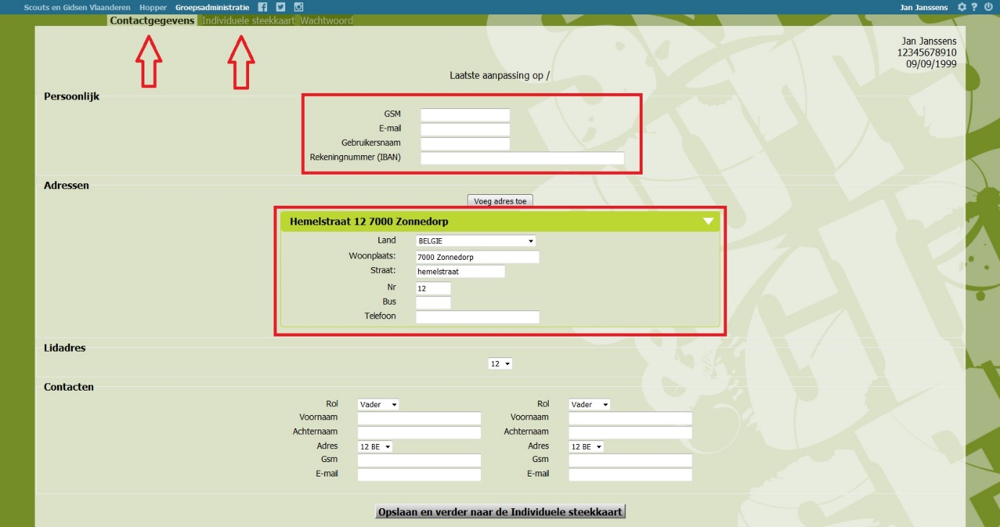 Scouts en Gidsen Vlaanderen Hopper Groepsadministratie Jan Janssens ?
Contactgegevens Individuele steekkaart Wachtwoord
Jan Janssens
12345678910
09/09/1999
Laatste aanpassing op /
Persoonlijk
GSM
E-mail
Gebruikersnaam
Rekeningnummer (IBAN)
Adressen
Voeg adres toe
Hemelstraat 12 7000 Zonnedorp
Land BELGIE
Woonplaats: 7000 Zonnedorp
Straat: hemelstraat
Nr 12
Bus
Telefoon
Lidadres
12
Contacten
Rol Vader Rol Vader
Voornaam Voornaam
Achternaam Achternaam
Adres 12 BE Adres 12 BE
Gsm Gsm
E-mail E-mail
Opslaan en verder naar de Individuele steekkaart